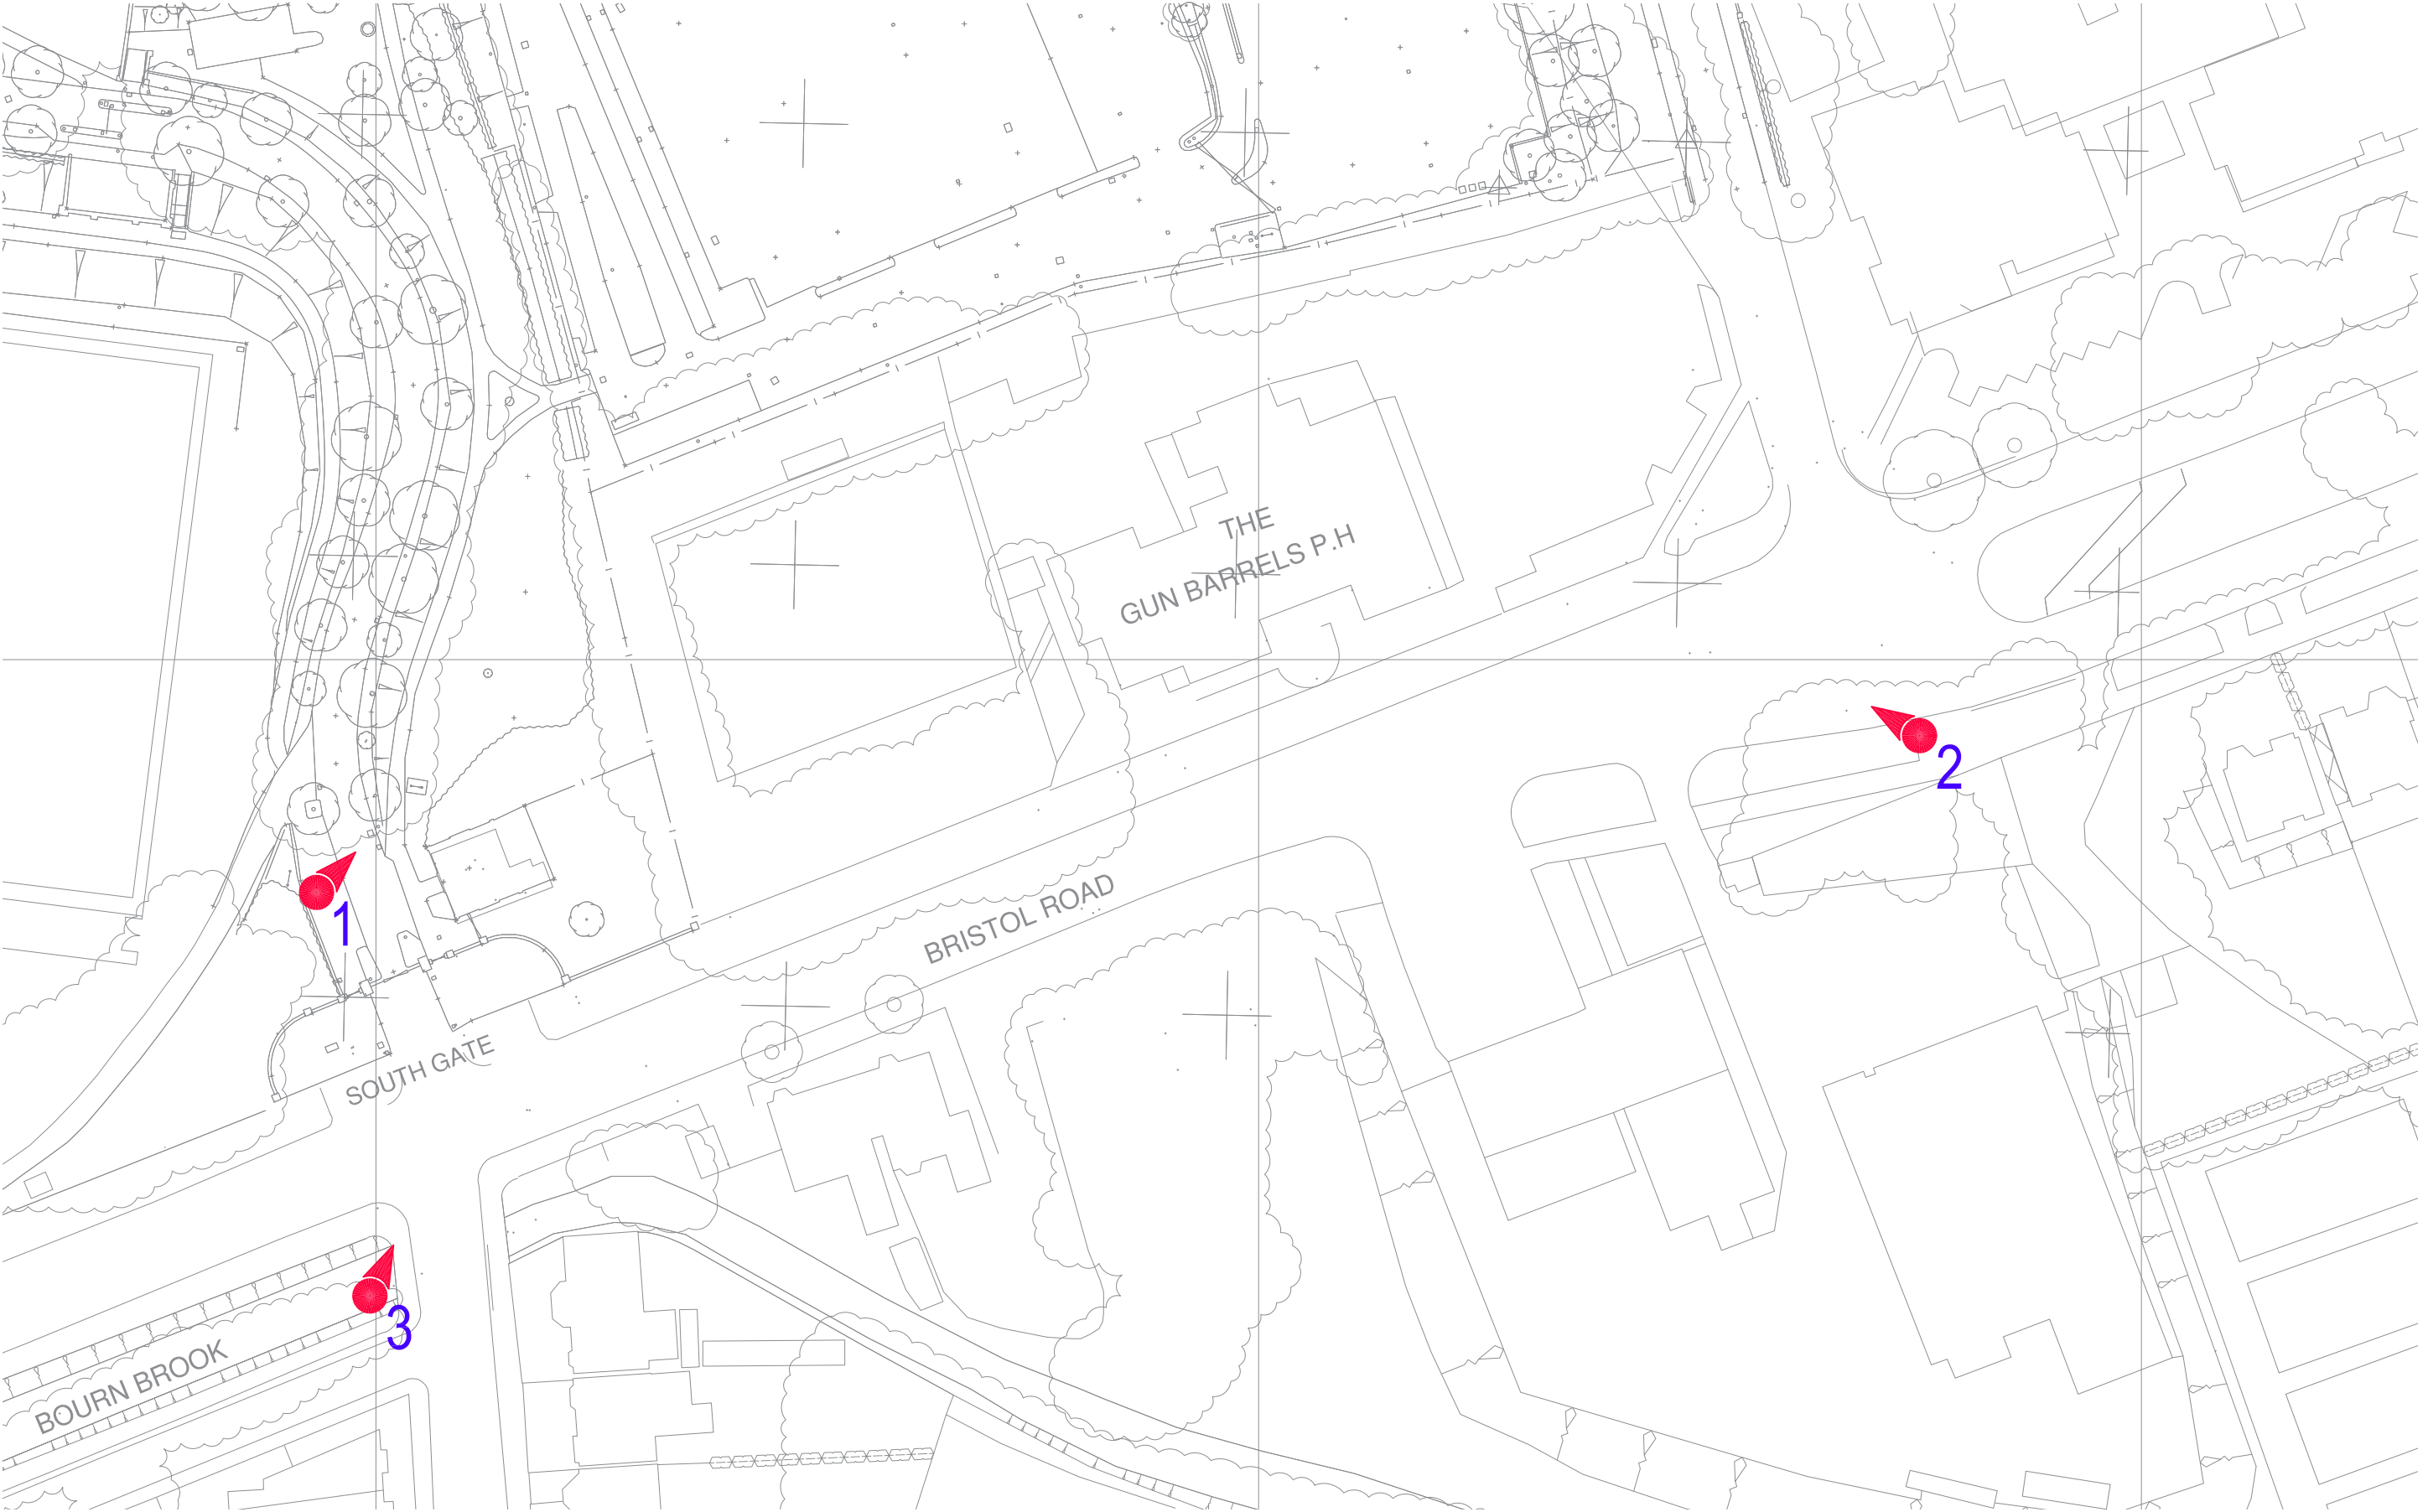 THE
GUN BARRELS P.H
2
BRISTOL ROAD
1
SOUTH GATE
3
BOURN BROOK